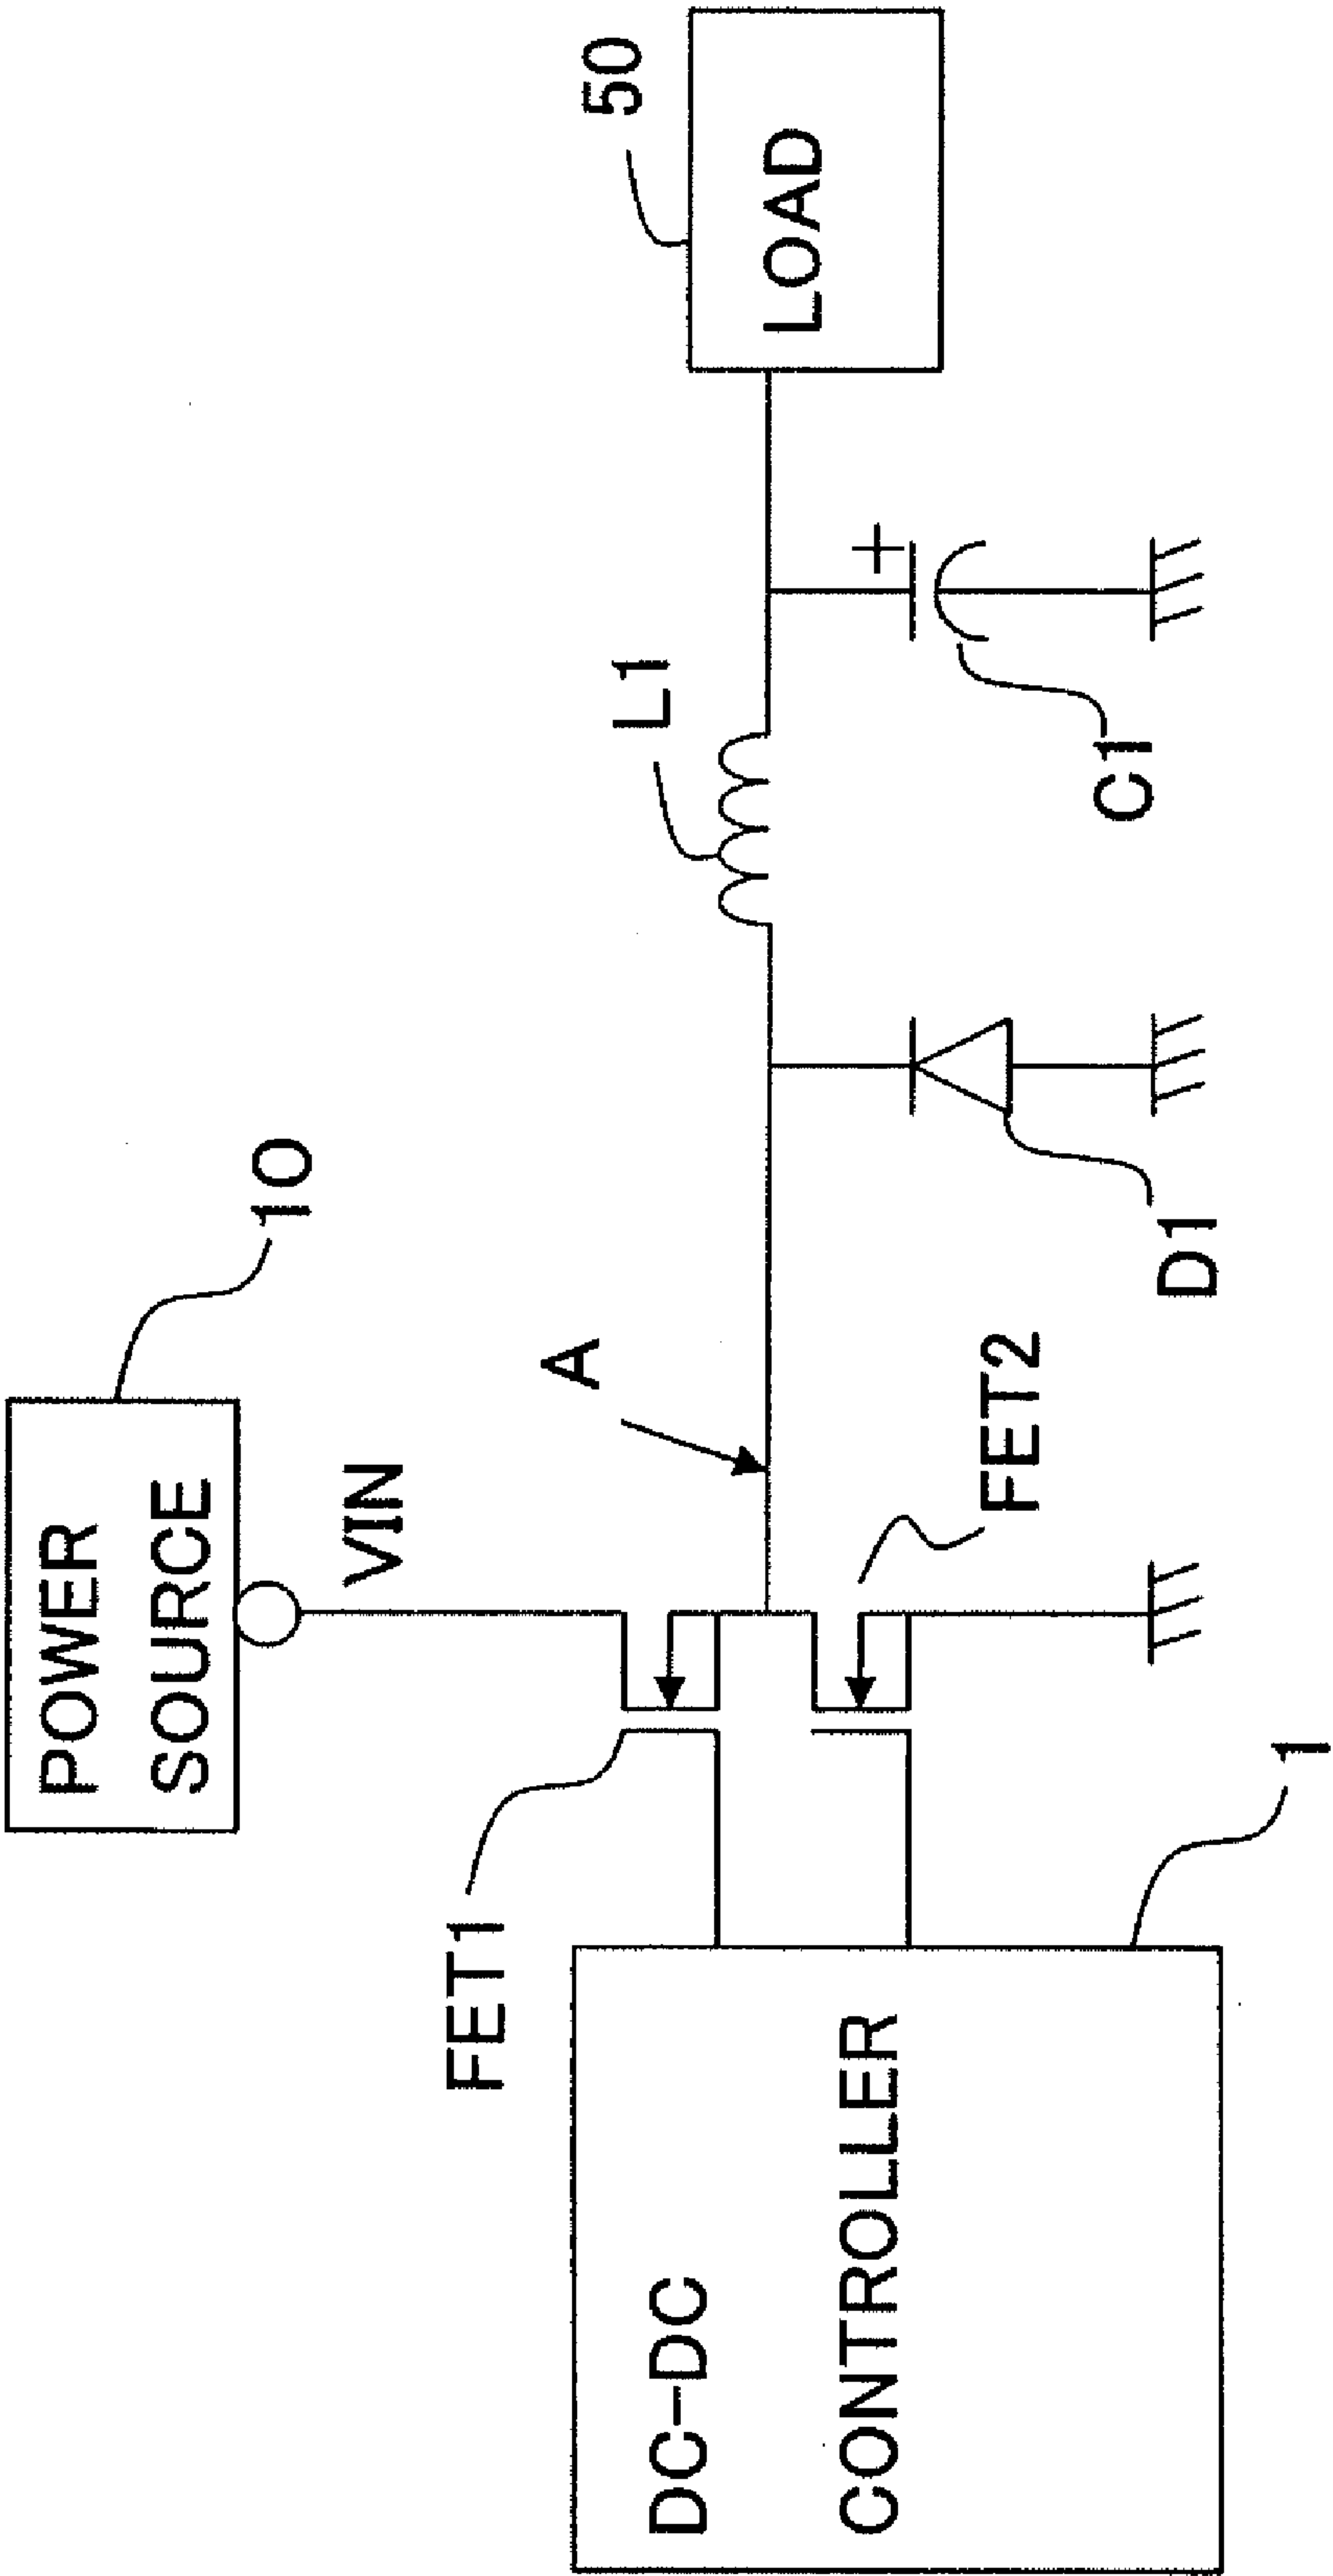 POWER
SOURCE
10
VIN
FET1
A
L1
50
LOAD
DC-DC
CONTROLLER
1
FET2
D1
C1